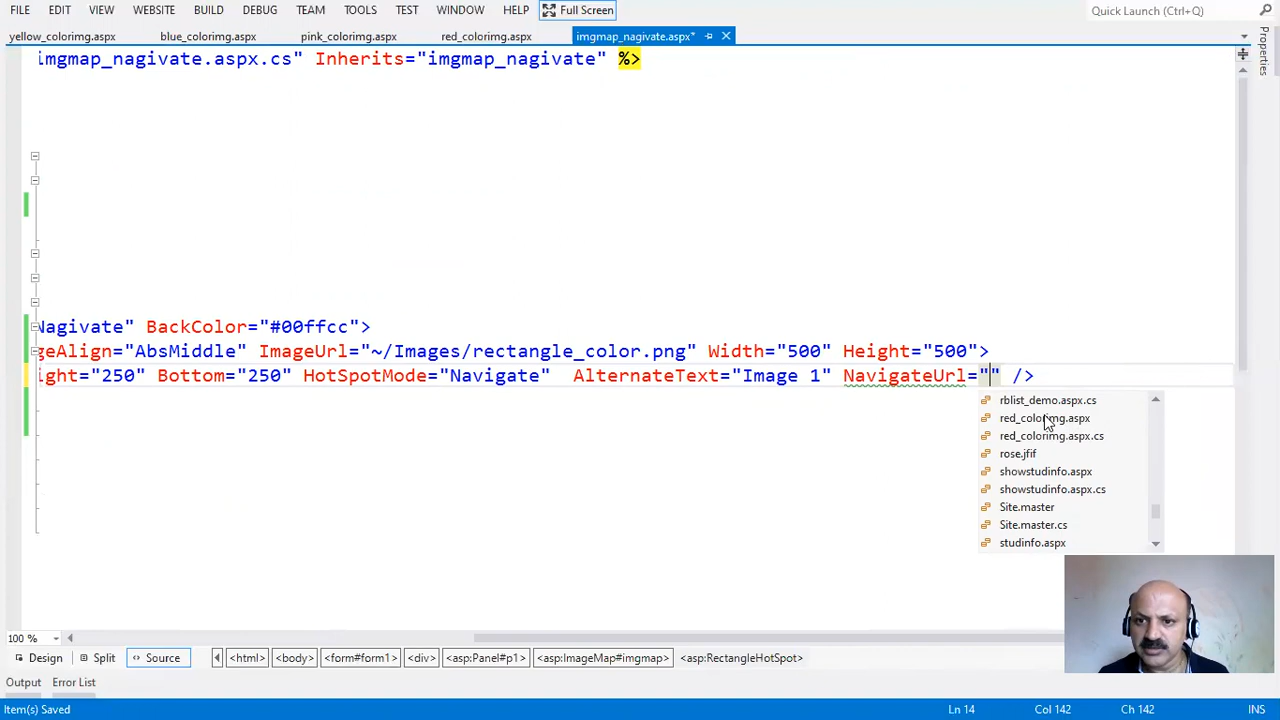 FILE EDIT VIEW WEBSITE BUILD DEBUG TEAM TOOLS TEST WINDOW HELP Full Screen Quick Launch (Ctrl+Q)
yellow_colorimg.aspx blue_colorimg.aspx pink_colorimg.aspx red_colorimg.aspx imgmap_nagivate.aspx*
imgmap_nagivate.aspx.cs" Inherits="imgmap_nagivate" %>
Properties
Nagivate" BackColor="#00ffcc">
geAlign="AbsMiddle" ImageUrl="~/Images/rectangle_color.png" Width="500" Height="500">
ight="250" Bottom="250" HotSpotMode="Navigate" AlternateText="Image 1" NavigateUrl="" />
rblist_demo.aspx.cs
red_colorimg.aspx
red_colorimg.aspx.cs
rose.jfif
showstudinfo.aspx
showstudinfo.aspx.cs
Site.master
Site.master.cs
studinfo.aspx
100 %
Design Split Source <html> <body> <form#form1> <div> <asp:Panel#p1> <asp:ImageMap#imgmap> <asp:RectangleHotSpot>
Output Error List
Item(s) Saved Ln 14 Col 142 Ch 142 INS